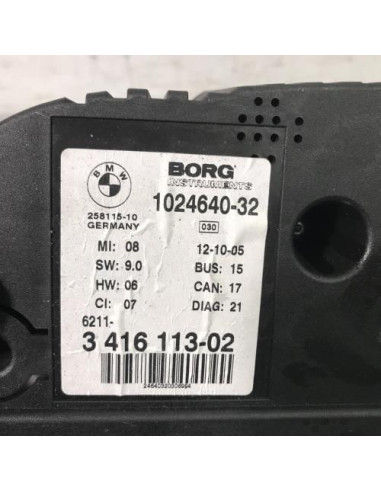 BMW
BORG
INSTRUMENTS
258115-10
GERMANY
1024640-32
030
MI: 08 12-10-05
SW: 9.0 BUS: 15
HW: 06 CAN: 17
CI: 07 DIAG: 21
6211-
3 416 113-02